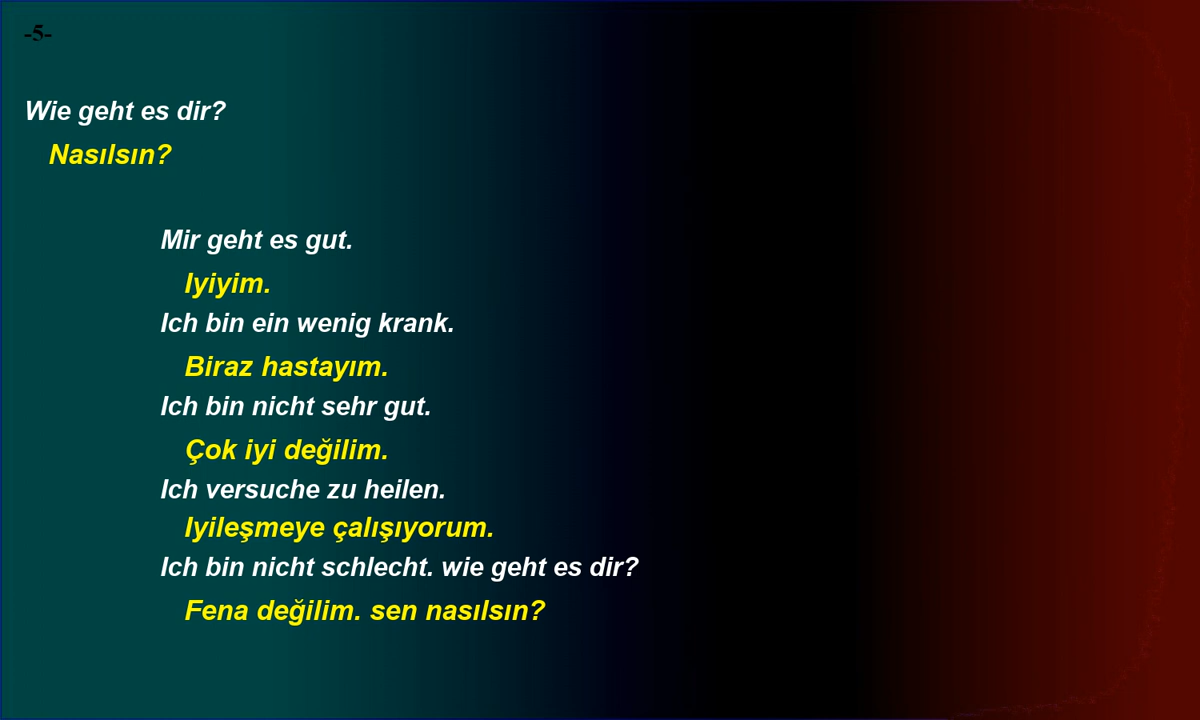 -5-
Wie geht es dir?
Nasılsın?
Mir geht es gut.
Iyiyim.
Ich bin ein wenig krank.
Biraz hastayım.
Ich bin nicht sehr gut.
Çok iyi değilim.
Ich versuche zu heilen.
Iyileşmeye çalışıyorum.
Ich bin nicht schlecht. wie geht es dir?
Fena değilim. sen nasılsın?